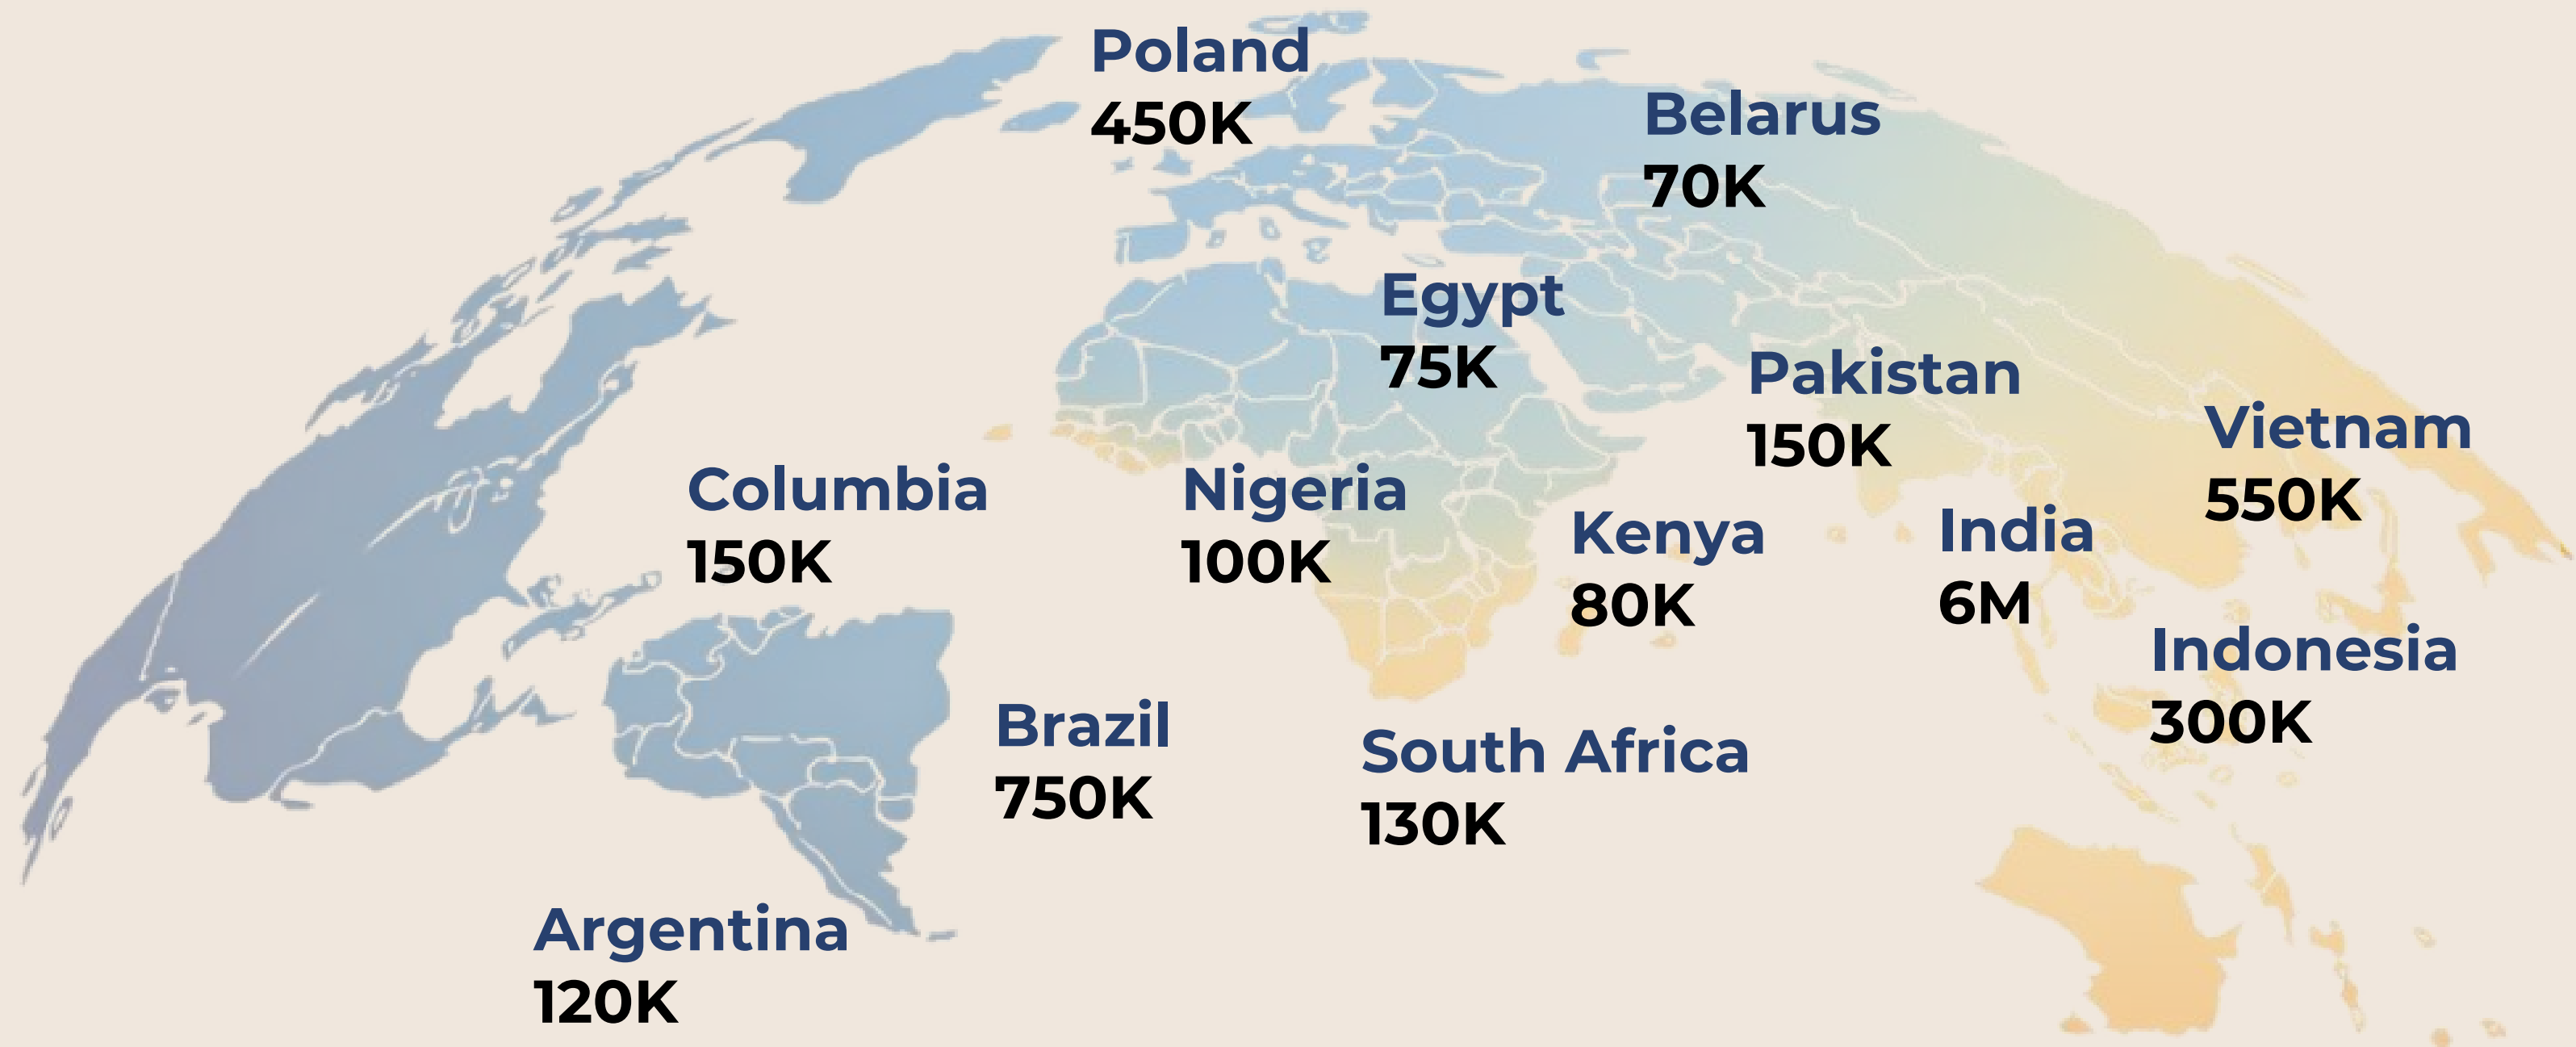 Poland
450K
Belarus
70K
Egypt
75K
Pakistan
150K
Vietnam
550K
Columbia
150K
Nigeria
100K
Kenya
80K
India
6M
Indonesia
300K
Brazil
750K
South Africa
130K
Argentina
120K